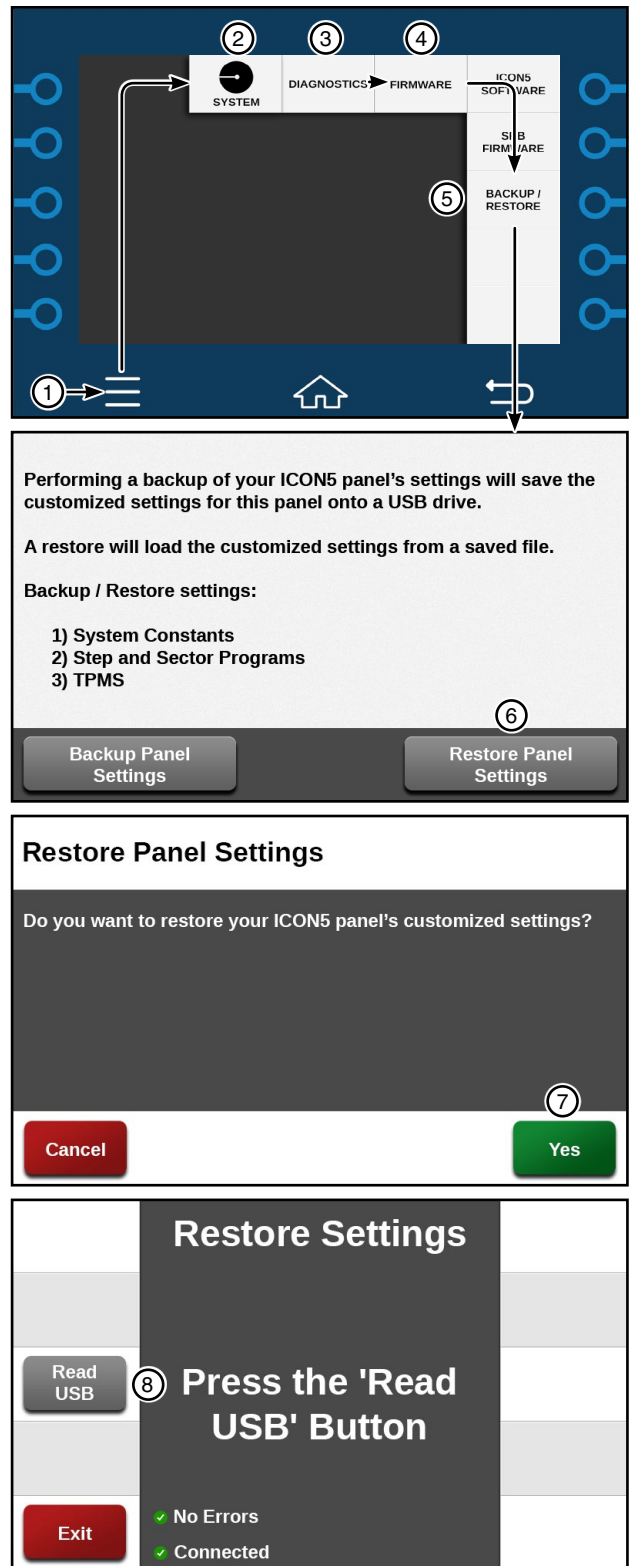 2
3
4
SYSTEM
DIAGNOSTICS
FIRMWARE
ICON5
SOFTWARE
FIRMWARE
5
BACKUP /
RESTORE
1
Performing a backup of your ICON5 panel's settings will save the
customized settings for this panel onto a USB drive.
A restore will load the customized settings from a saved file.
Backup / Restore settings:
1) System Constants
2) Step and Sector Programs
3) TPMS
6
Backup Panel
Settings
Restore Panel
Settings
Restore Panel Settings
Do you want to restore your ICON5 panel's customized settings?
7
Cancel
Yes
Restore Settings
Read
USB
8
Press the 'Read
USB' Button
Exit
No Errors
Connected